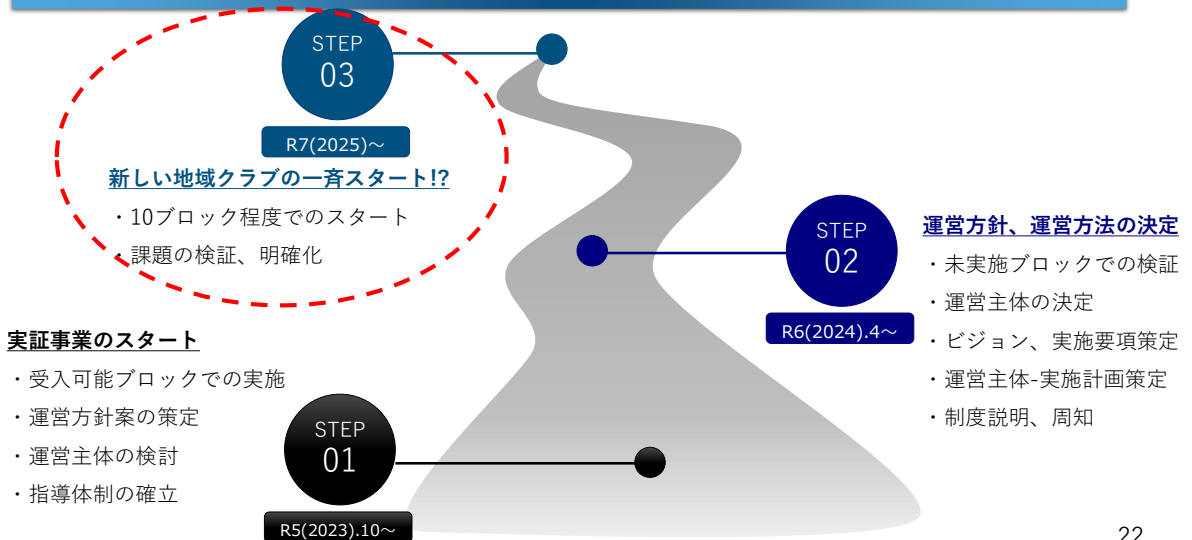 STEP
03
R7(2025)～
新しい地域クラブの一斉スタート!?
・10ブロック程度でのスタート
・課題の検証、明確化
STEP
02
R6(2024).4～
運営方針、運営方法の決定
・未実施ブロックでの検証
・運営主体の決定
・ビジョン、実施要項策定
・運営主体-実施計画策定
・制度説明、周知
実証事業のスタート
・受入可能ブロックでの実施
・運営方針案の策定
・運営主体の検討
・指導体制の確立
STEP
01
R5(2023).10～
22